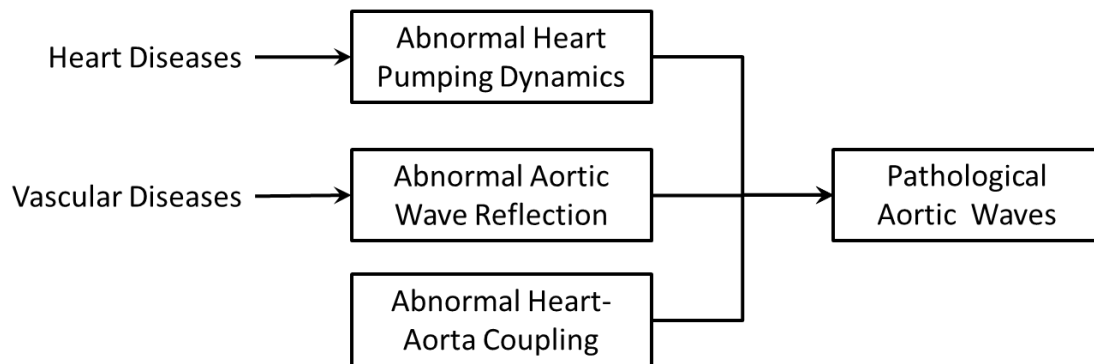 Heart Diseases
Abnormal Heart
Pumping Dynamics
Vascular Diseases
Abnormal Aortic
Wave Reflection
Pathological
Aortic Waves
Abnormal Heart-
Aorta Coupling